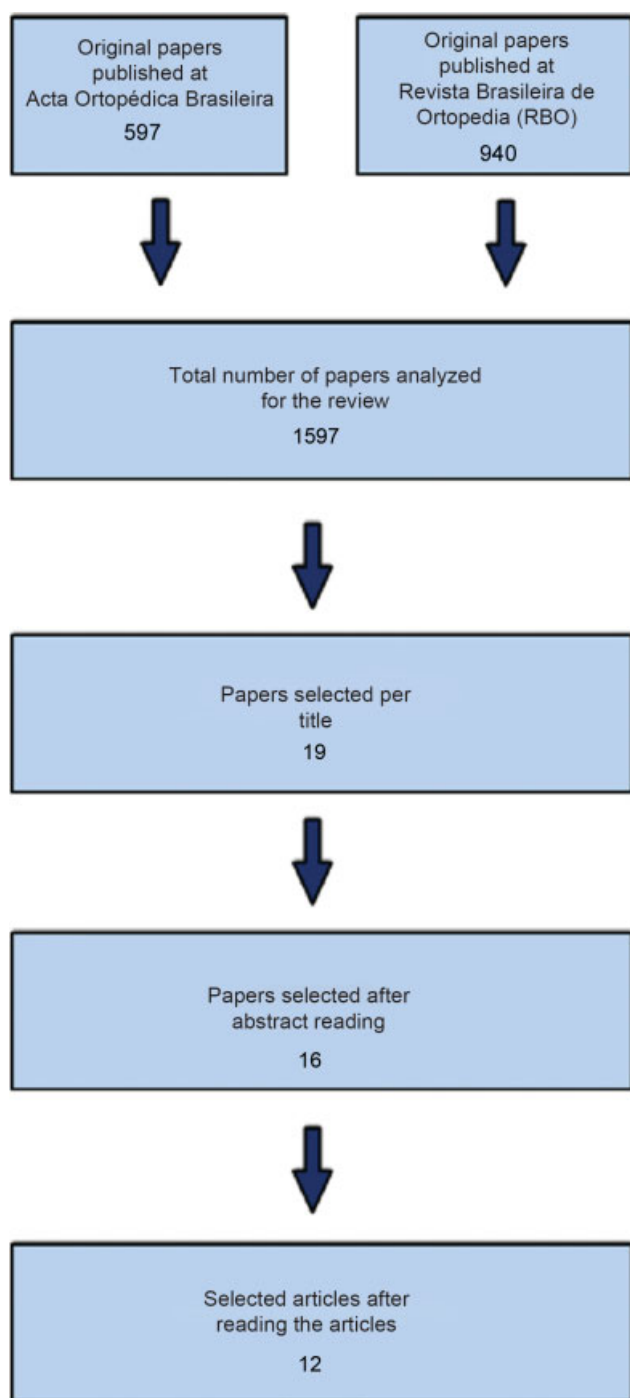 Original papers
published at
Acta Ortopédica Brasileira
597
Original papers
published at
Revista Brasileira de
Ortopedia (RBO)
940
Total number of papers analyzed
for the review
1597
Papers selected per
title
19
Papers selected after
abstract reading
16
Selected articles after
reading the articles
12